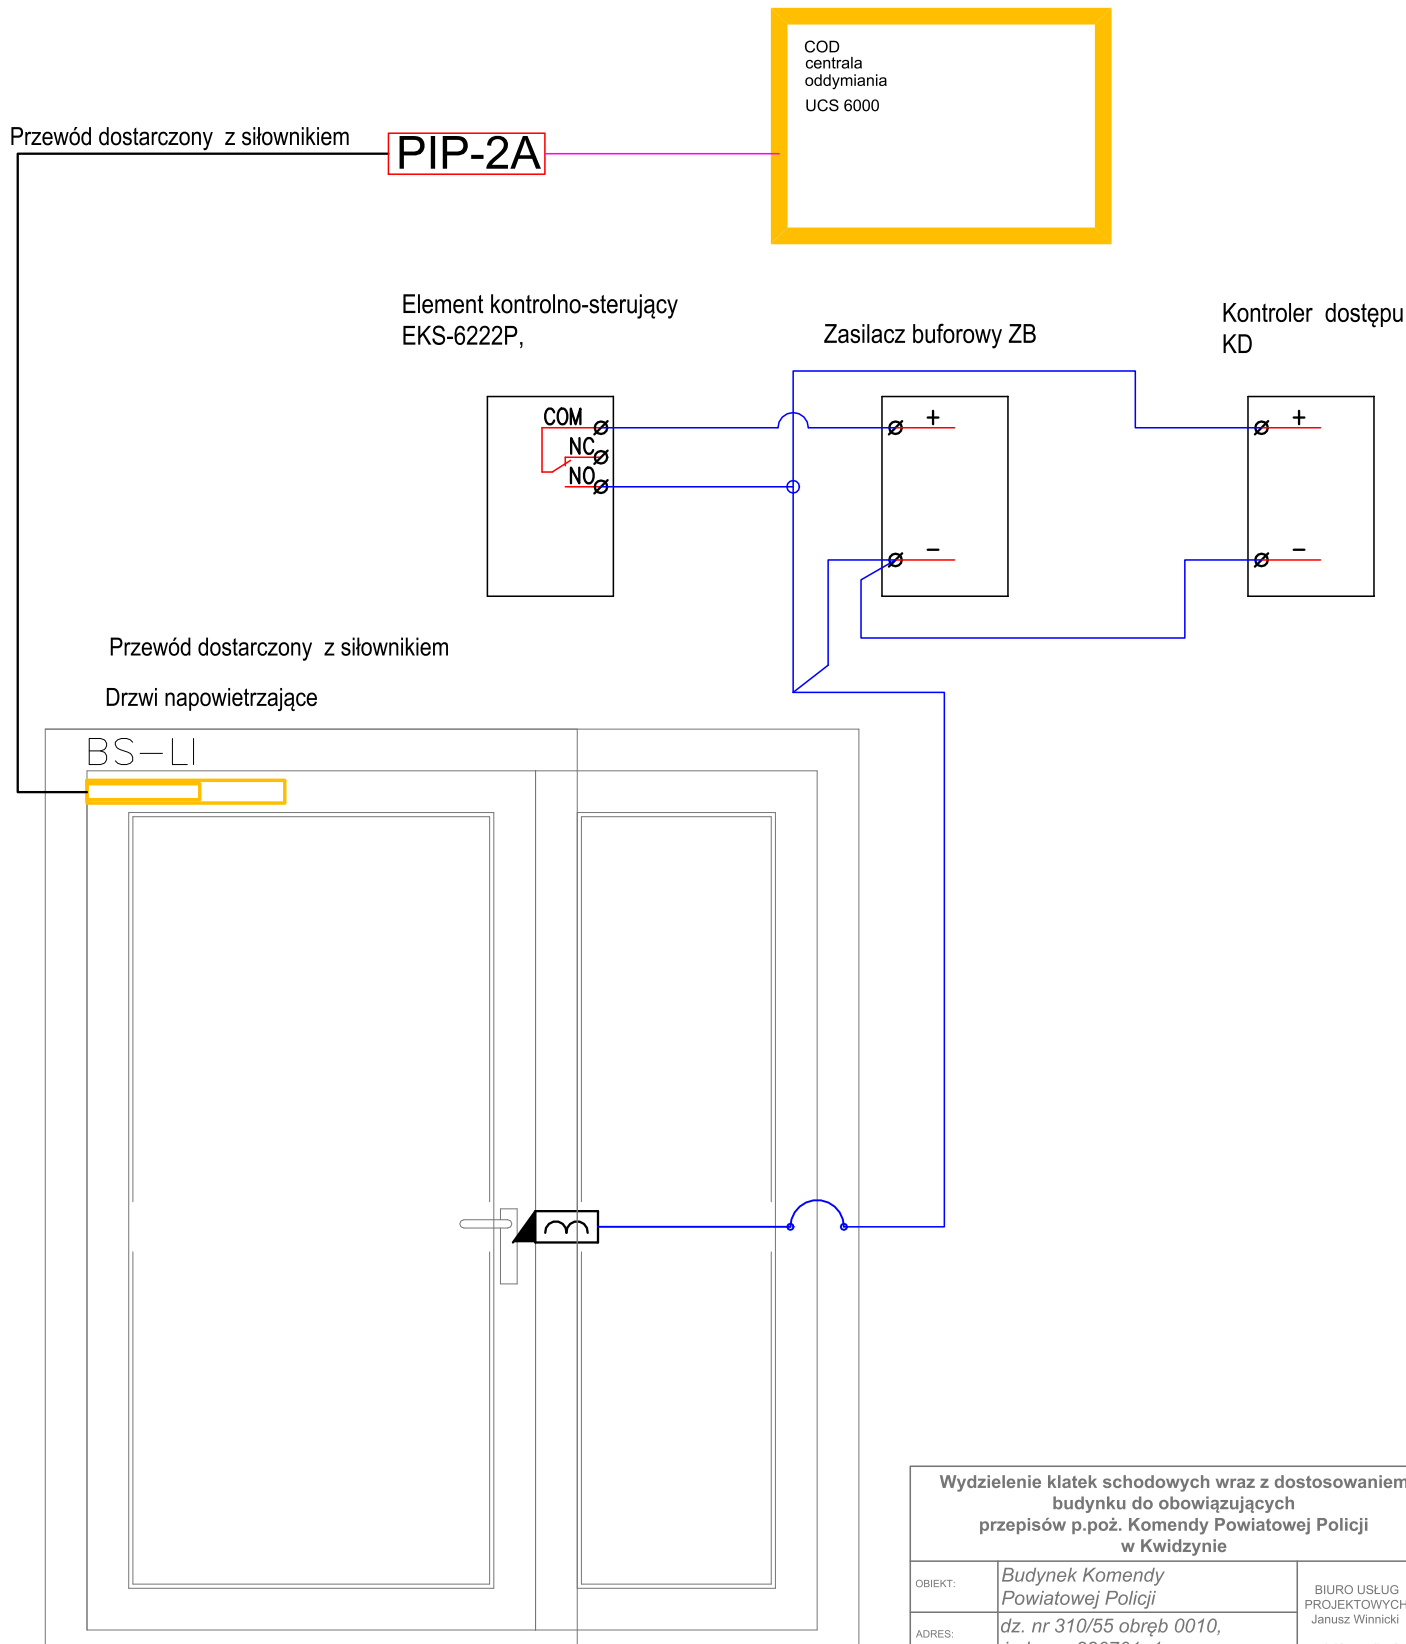 COD
centrala
oddymiania
UCS 6000
Przewód dostarczony z siłownikiem
PIP-2A
Element kontrolno-sterujący
EKS-6222P,
Zasilacz buforowy ZB
Kontroler dostępu
KD
COM
NC
NO
+
-
+
-
Przewód dostarczony z siłownikiem
Drzwi napowietrzające
BS-LI
Wydzielenie klatek schodowych wraz z dostosowaniem
budynku do obowiązujących
przepisów p.poż. Komendy Powiatowej Policji
w Kwidzynie
OBIEKT:
Budynek Komendy
Powiatowej Policji
BIURO USŁUG
PROJEKTOWYCH
Janusz Winnicki
ADRES:
dz. nr 310/55 obręb 0010,